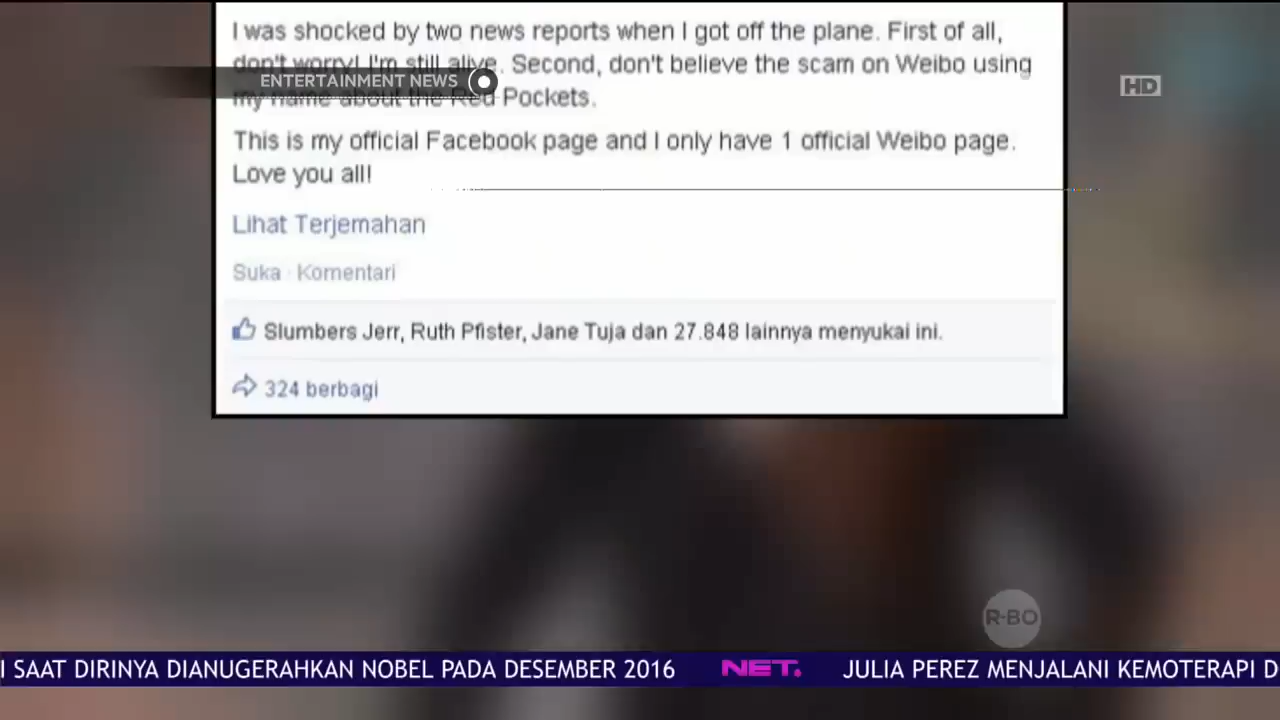 I was shocked by two news reports when I got off the plane. First of all,
don't worry! I'm still alive. Second, don't believe the scam on Weibo using
ENTERTAINMENT NEWS
my name about the Red Pockets.
HD
This is my official Facebook page and I only have 1 official Weibo page.
Love you all!
Lihat Terjemahan
Suka · Komentari
Slumbers Jerr, Ruth Pfister, Jane Tuja dan 27.848 lainnya menyukai ini.
324 berbagi
R-BO
I SAAT DIRINYA DIANUGERAHKAN NOBEL PADA DESEMBER 2016 NET. JULIA PEREZ MENJALANI KEMOTERAPI D